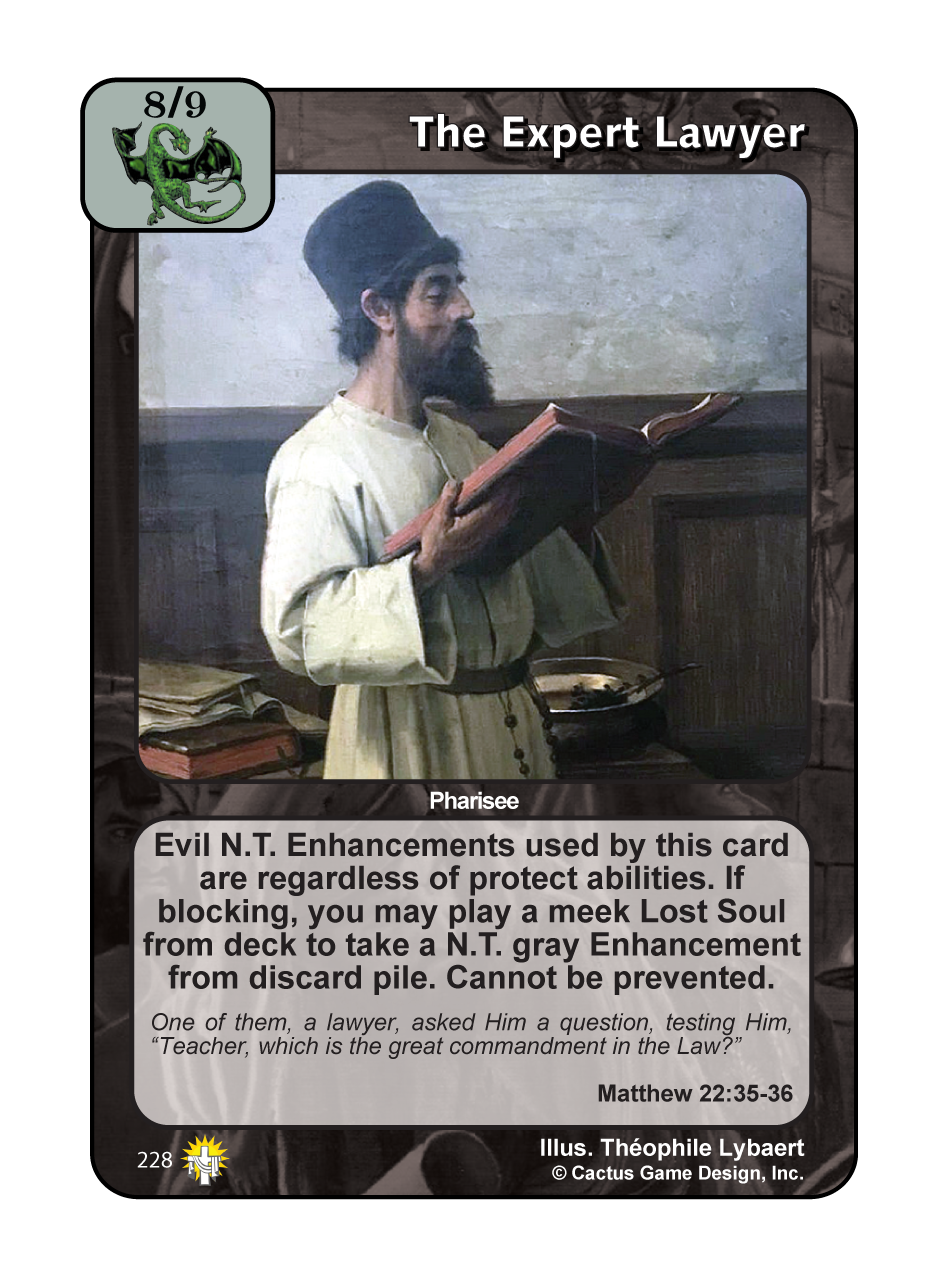 8/9
The Expert Lawyer
Pharisee
Evil N.T. Enhancements used by this card
are regardless of protect abilities. If
blocking, you may play a meek Lost Soul
from deck to take a N.T. gray Enhancement
from discard pile. Cannot be prevented.
One of them, a lawyer, asked Him a question, testing Him,
“Teacher, which is the great commandment in the Law?”
Matthew 22:35-36
228
Illus. Théophile Lybaert
© Cactus Game Design, Inc.